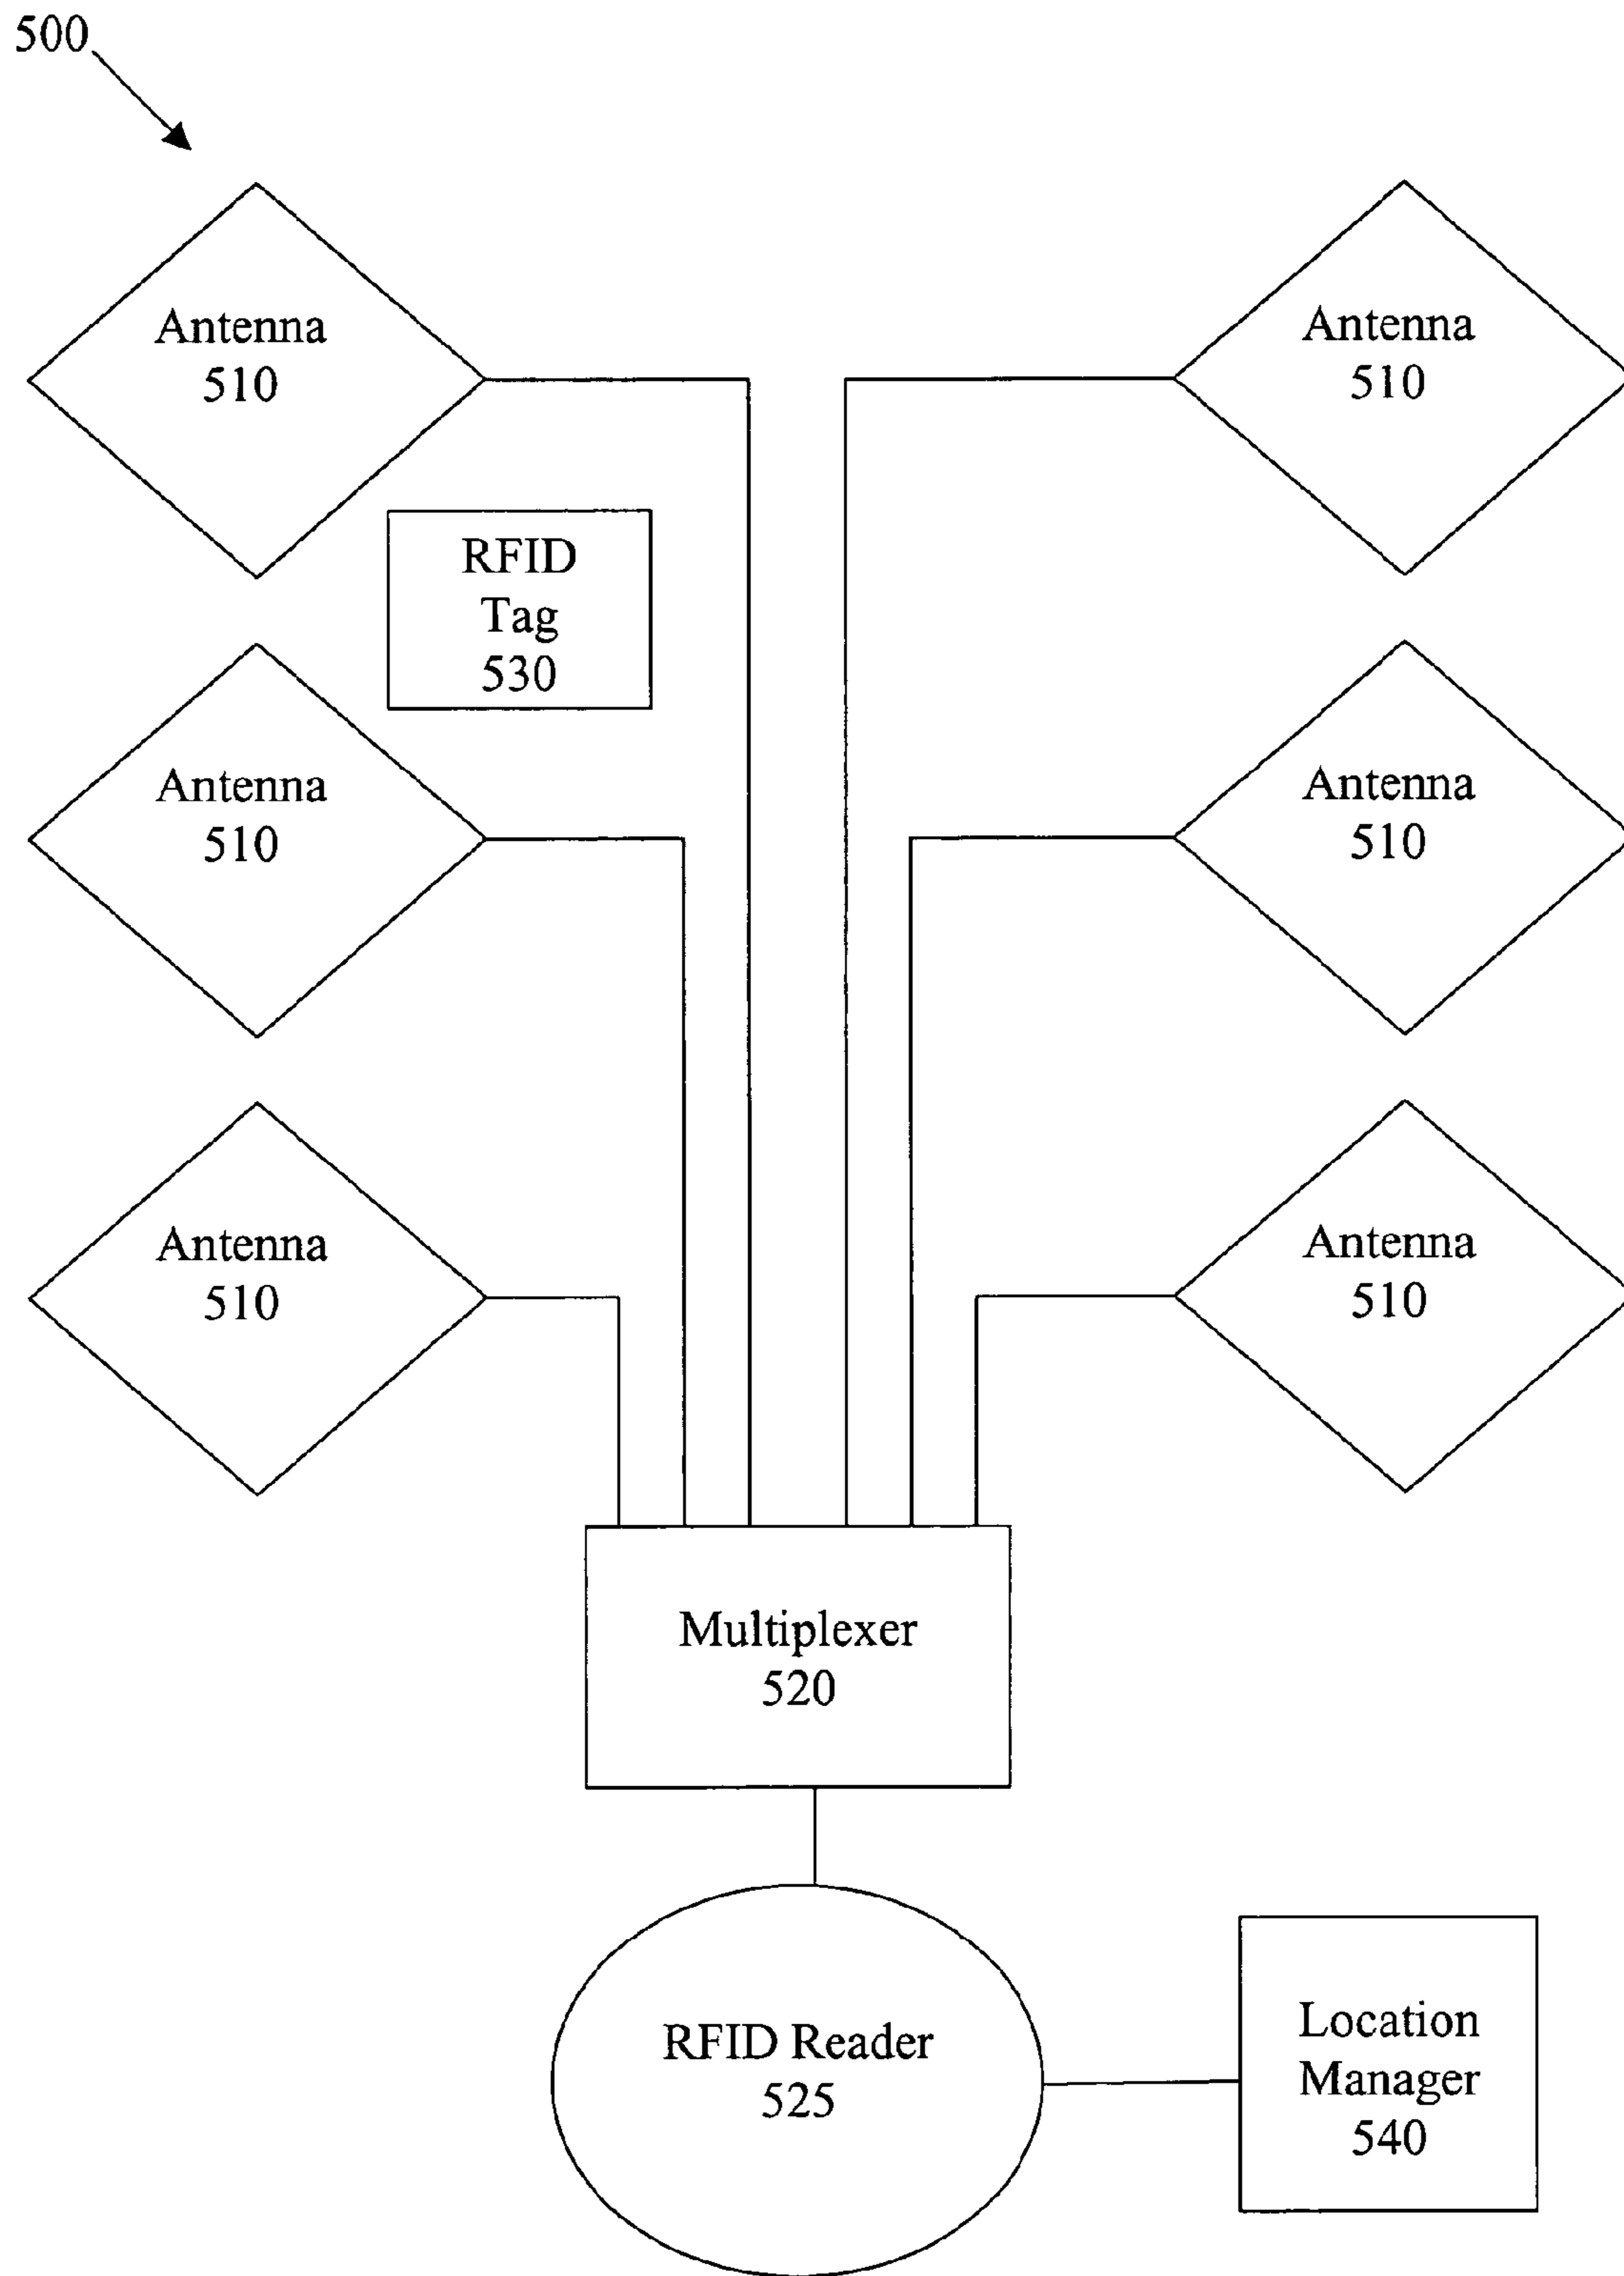 500
Antenna
510
Antenna
510
RFID
Tag
530
Antenna
510
Antenna
510
Antenna
510
Antenna
510
Multiplexer
520
RFID Reader
525
Location
Manager
540